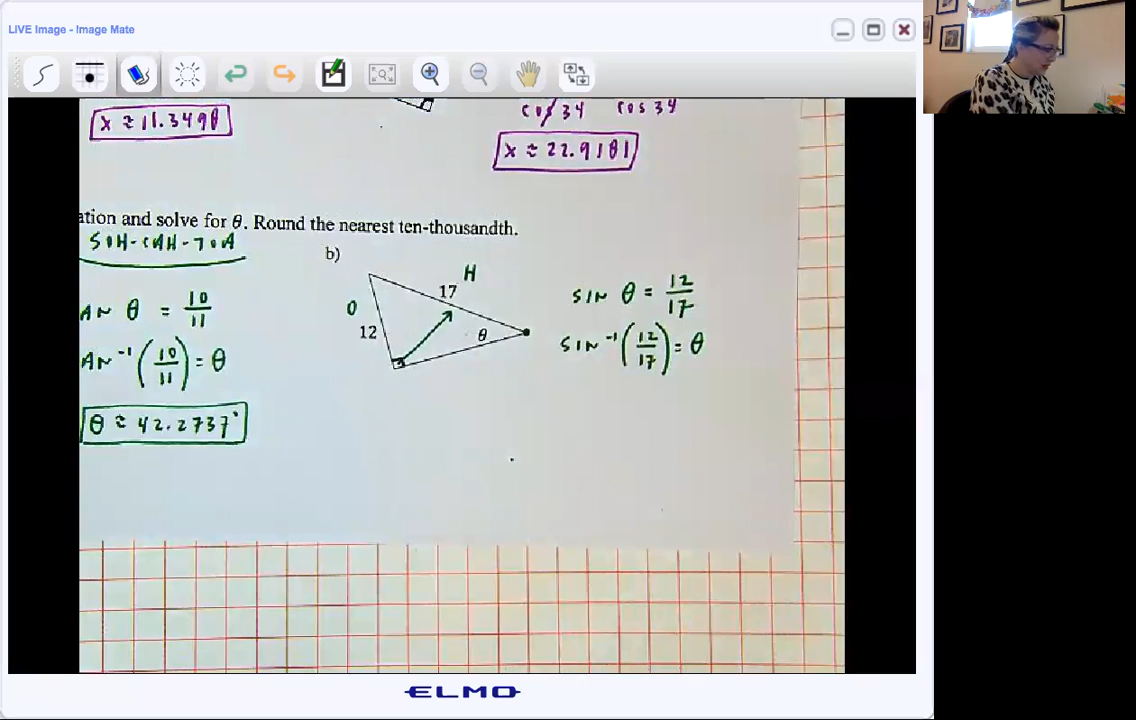 LIVE Image - Image Mate
x ≈ 11.3498
cos 34 cos 34
x ≈ 22.9181
ation and solve for θ. Round the nearest ten-thousandth.
SOH-CAH-TOA
b)
AN θ = 10/11
AN⁻¹(10/11) = θ
θ ≈ 42.2737°
H
17
O
12
θ
SIN θ = 12/17
SIN⁻¹(12/17) = θ
ELMO